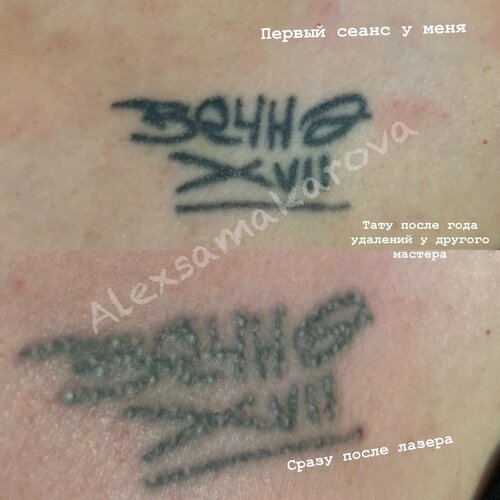 Первый сеанс у меня
ВЕЧНО
XVII
Тату после года
удалений у другого
мастера
Alexsamakarova
ВЕЧНО
XVII
Сразу после лазера